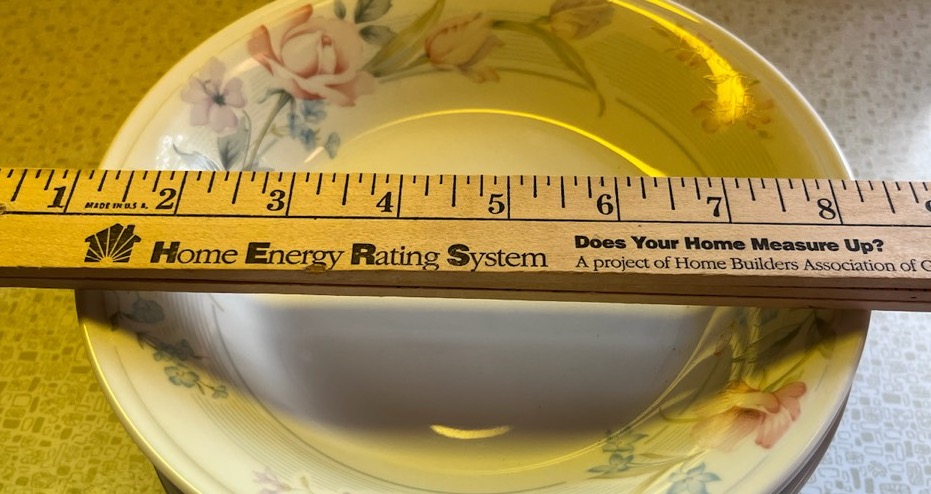 1 2 3 4 5 6 7 8
MADE IN U.S.A.
Home Energy Rating System
Does Your Home Measure Up?
A project of Home Builders Association of G